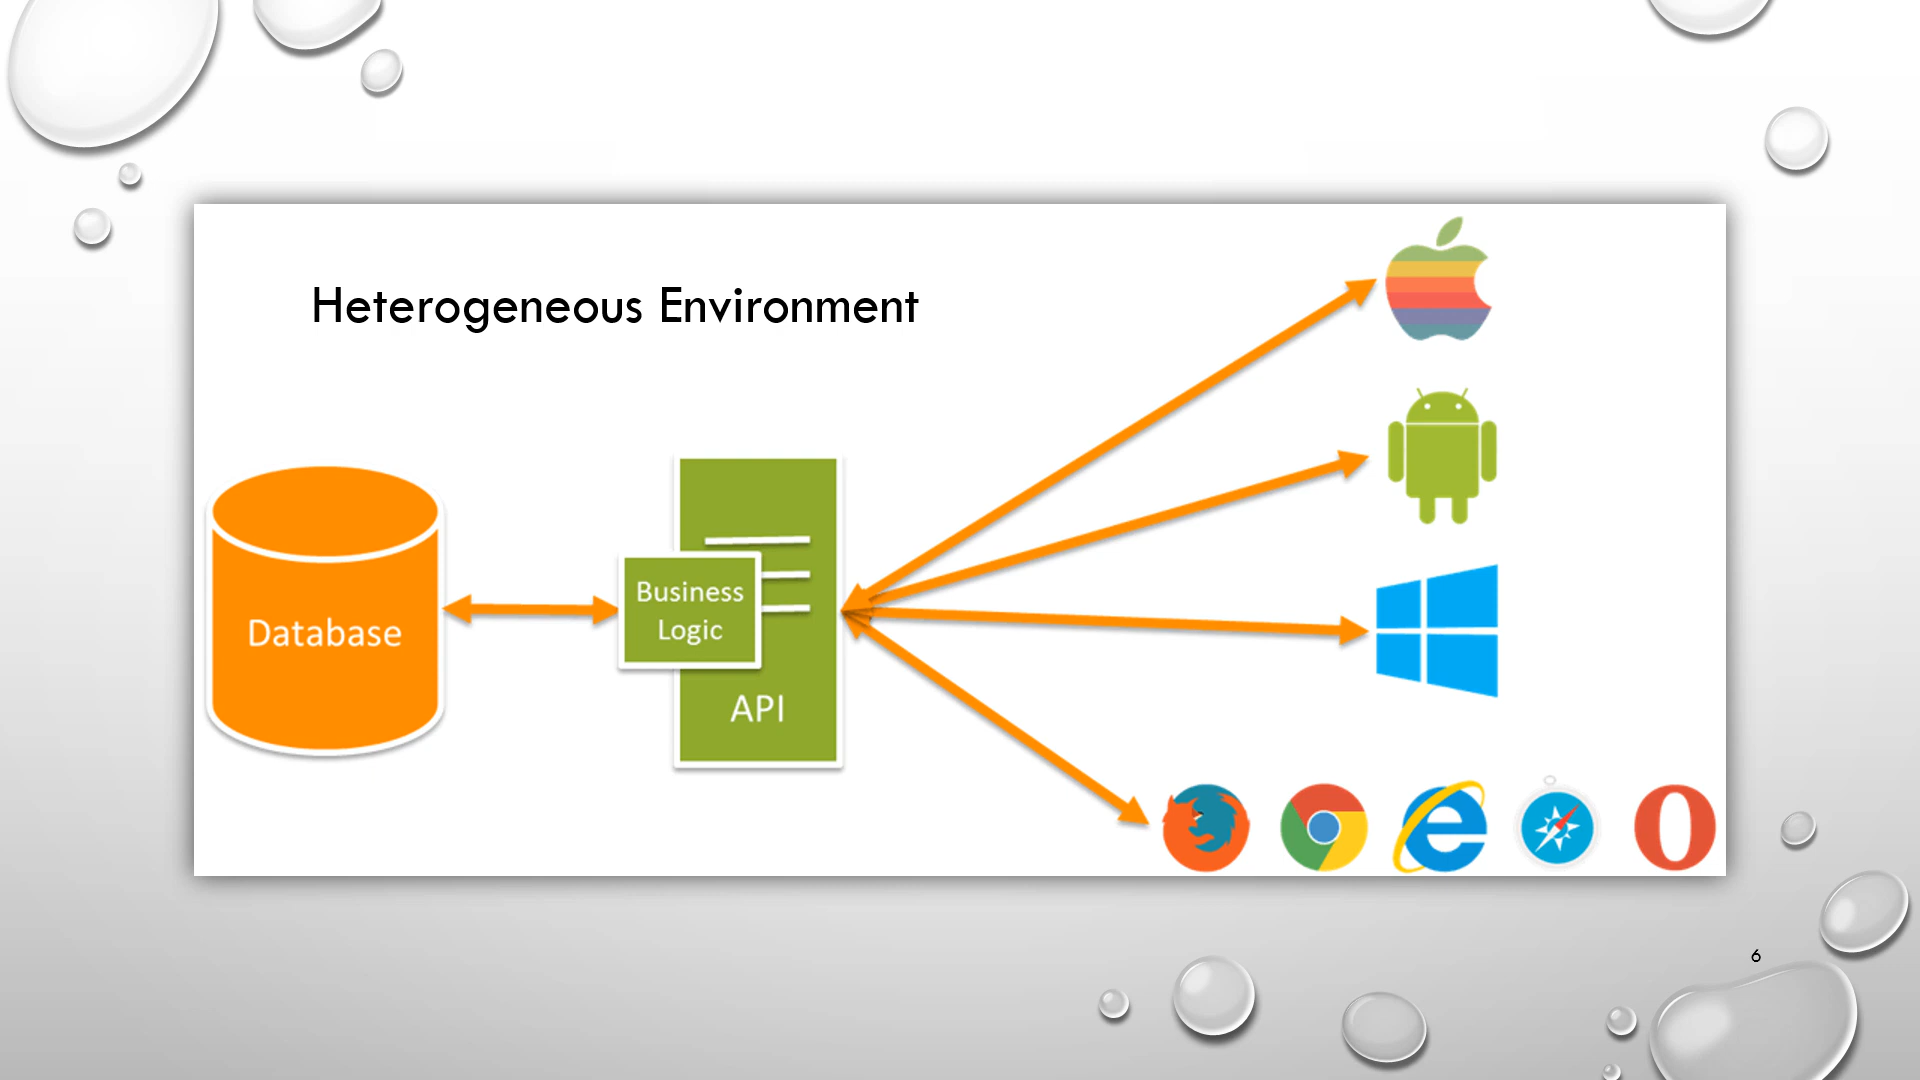 Heterogeneous Environment
Database
Business
Logic
API
6